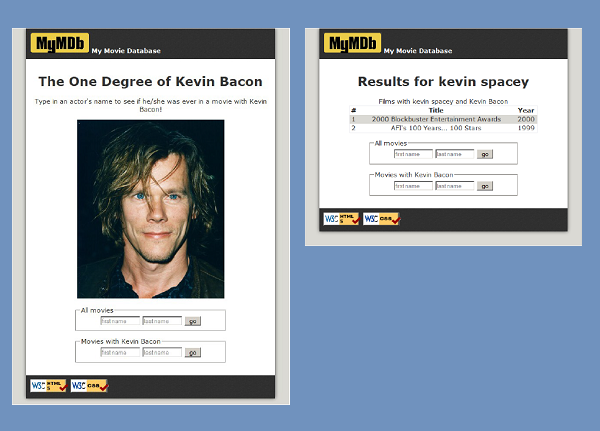 MyMDb My Movie Database
The One Degree of Kevin Bacon
Type in an actor's name to see if he/she was ever in a movie with Kevin
Bacon!
All movies
firstname lastname go
Movies with Kevin Bacon
firstname lastname go
W3C HTML
5
W3C CSS
MyMDb My Movie Database
Results for kevin spacey
Films with kevin spacey and Kevin Bacon
# Title Year
1 2000 Blockbuster Entertainment Awards 2000
2 AFI's 100 Years... 100 Stars 1999
All movies
firstname lastname go
Movies with Kevin Bacon
firstname lastname go
W3C HTML
5
W3C CSS